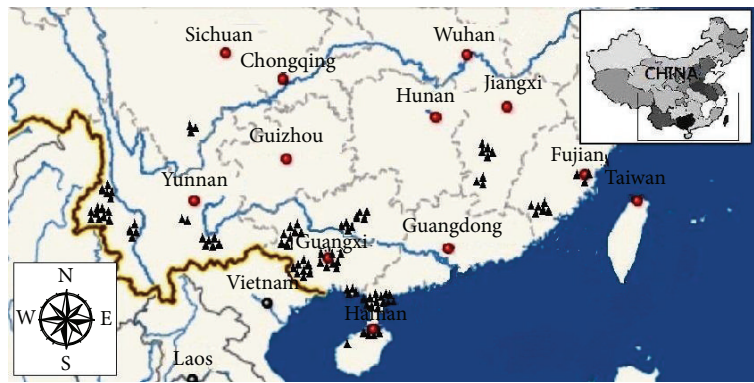 Sichuan
Wuhan
Chongqing
Jiangxi
CHINA
Hunan
Guizhou
Fujian
Yunnan
Taiwan
Guangxi
Guangdong
N
W E
S
Vietnam
Hainan
Laos